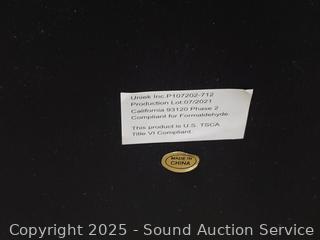 Uniek Inc.P107202-712
Production Lot:07/2021
California 93120 Phase 2
Compliant for Formaldehyde.
This product is U.S. TSCA
Title VI Compliant.
MADE IN
CHINA
Copyright 2025 - Sound Auction Service